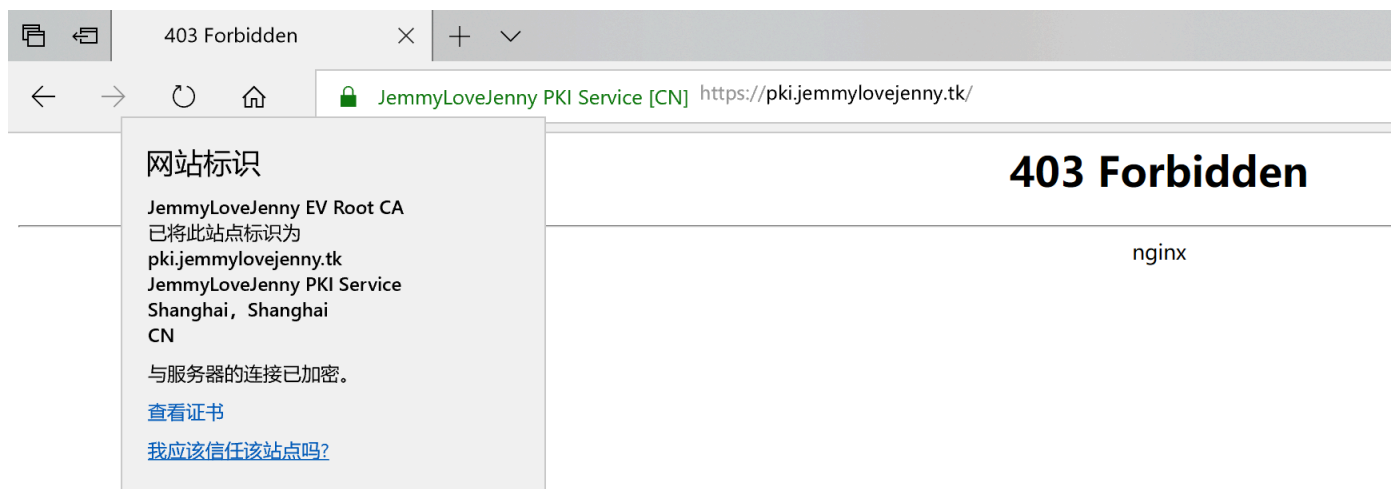 403 Forbidden
JemmyLoveJenny PKI Service [CN] https://pki.jemmylovejenny.tk/
网站标识
JemmyLoveJenny EV Root CA
已将此站点标识为
pki.jemmylovejenny.tk
JemmyLoveJenny PKI Service
Shanghai，Shanghai
CN
与服务器的连接已加密。
查看证书
我应该信任该站点吗?
403 Forbidden
nginx